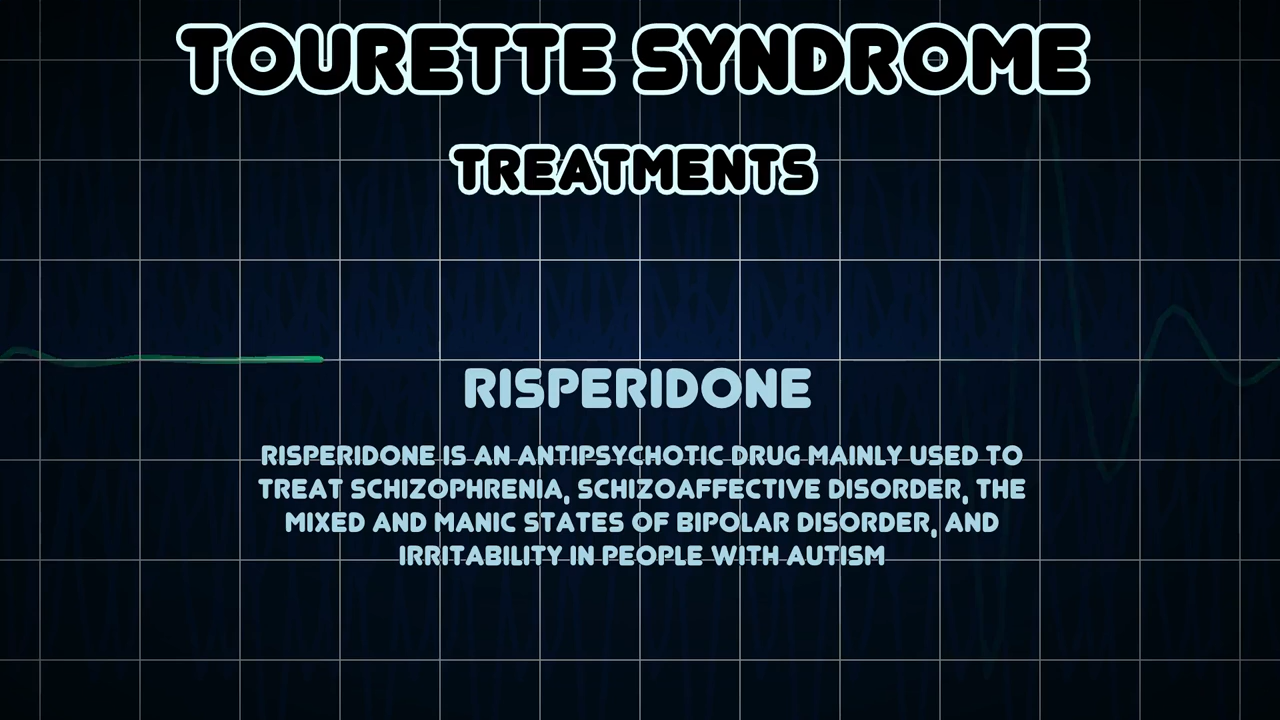 TOURETTE SYNDROME
TREATMENTS
RISPERIDONE
RISPERIDONE IS AN ANTIPSYCHOTIC DRUG MAINLY USED TO
TREAT SCHIZOPHRENIA, SCHIZOAFFECTIVE DISORDER, THE
MIXED AND MANIC STATES OF BIPOLAR DISORDER, AND
IRRITABILITY IN PEOPLE WITH AUTISM